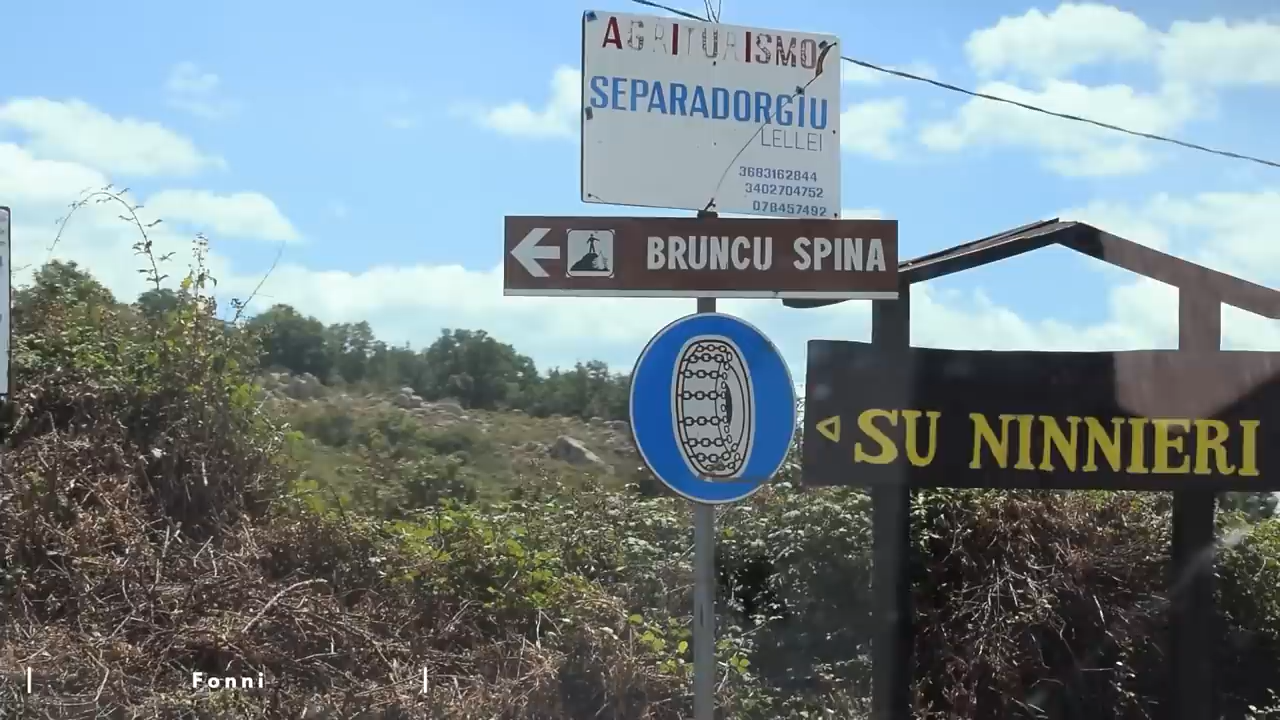 AGRITURISMO
SEPARADORGIU
LELLEI
3683162844
3402704752
078457492
BRUNCU SPINA
SU NINNIERI
Fonni